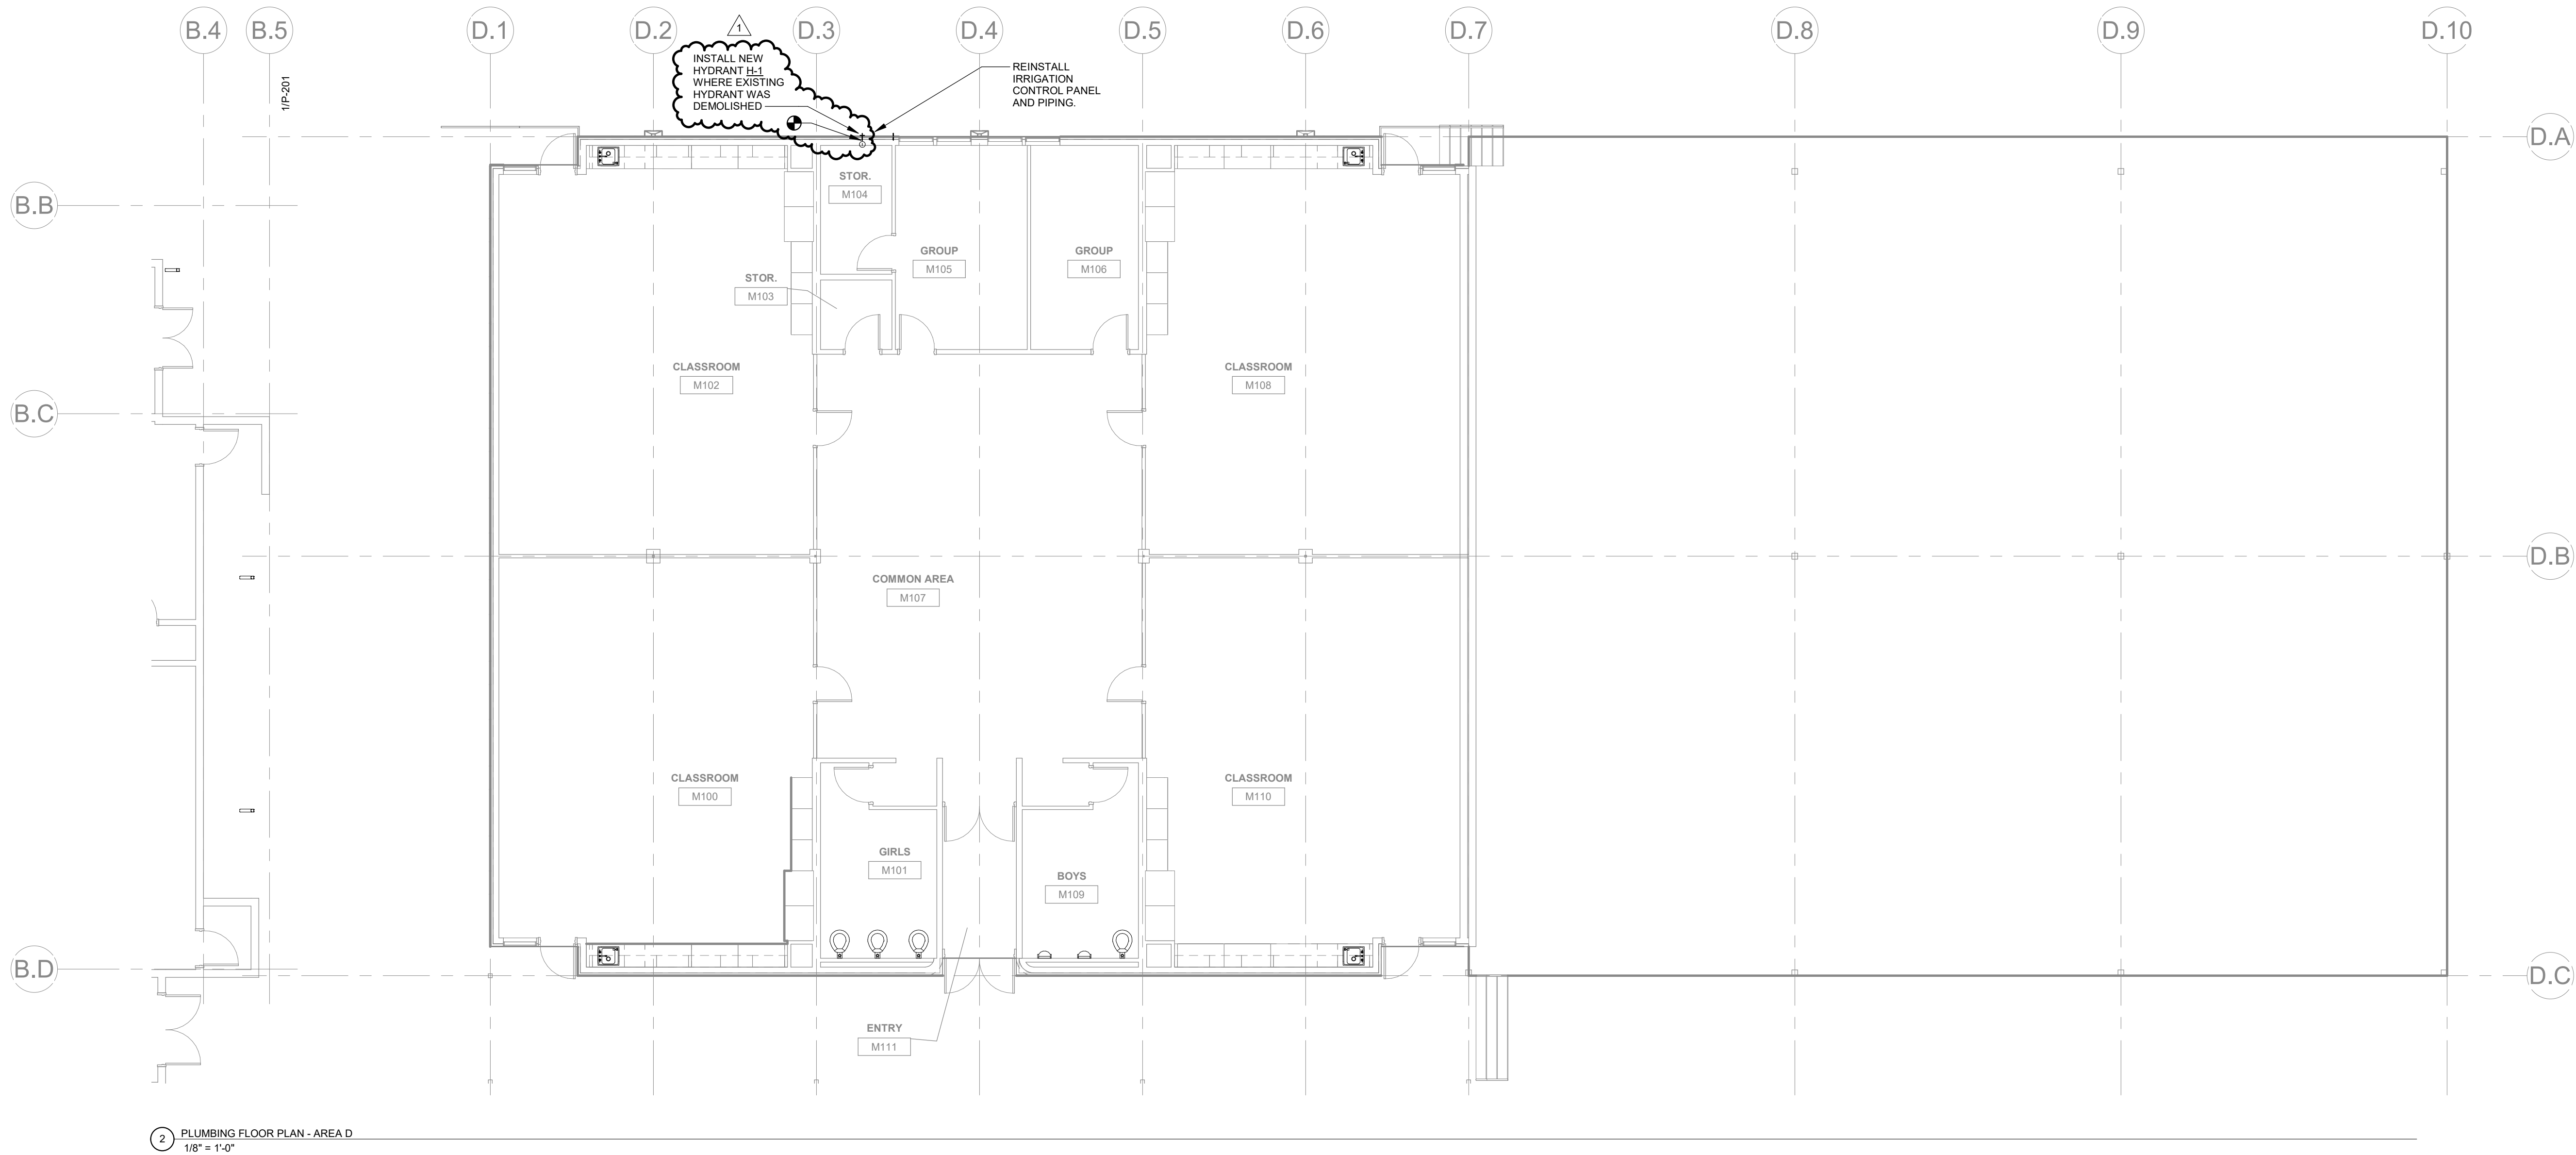 B.4
B.5
D.1
D.2
D.3
D.4
D.5
D.6
D.7
D.8
D.9
D.10
1
INSTALL NEW
HYDRANT H-1
WHERE EXISTING
HYDRANT WAS
DEMOLISHED
REINSTALL
IRRIGATION
CONTROL PANEL
AND PIPING.
1/P-201
D.A
B.B
STOR.
M104
GROUP
M105
GROUP
M106
STOR.
M103
CLASSROOM
M102
CLASSROOM
M108
B.C
D.B
COMMON AREA
M107
CLASSROOM
M100
CLASSROOM
M110
GIRLS
M101
BOYS
M109
B.D
D.C
ENTRY
M111
2
PLUMBING FLOOR PLAN - AREA D
1/8" = 1'-0"